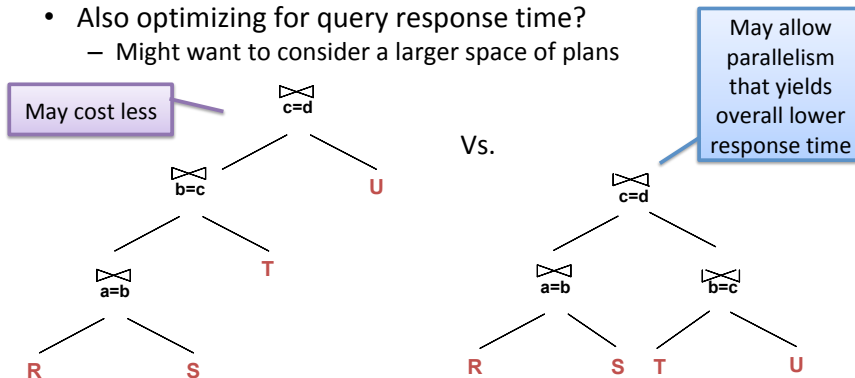 • Also optimizing for query response time?
– Might want to consider a larger space of plans
May cost less
c=d
b=c
U
a=b
T
R
S
Vs.
May allow
parallelism
that yields
overall lower
response time
c=d
a=b
b=c
R
S
T
U